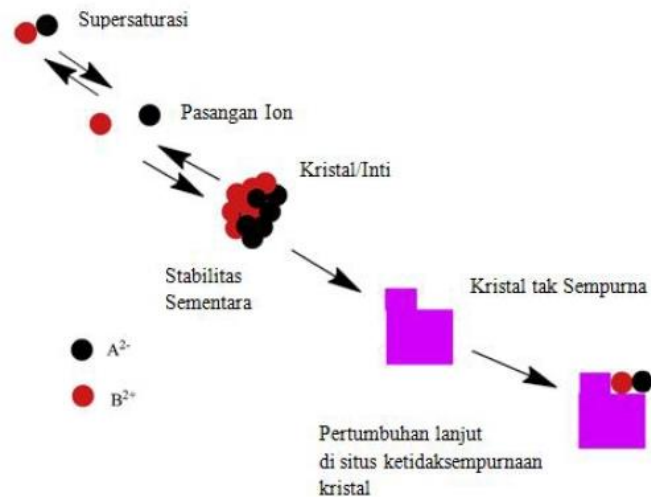 Supersaturasi
Pasangan Ion
Kristal/Inti
Stabilitas
Sementara
Kristal tak Sempurna
A²⁻
B²⁺
Pertumbuhan lanjut
di situs ketidaksempurnaan
kristal